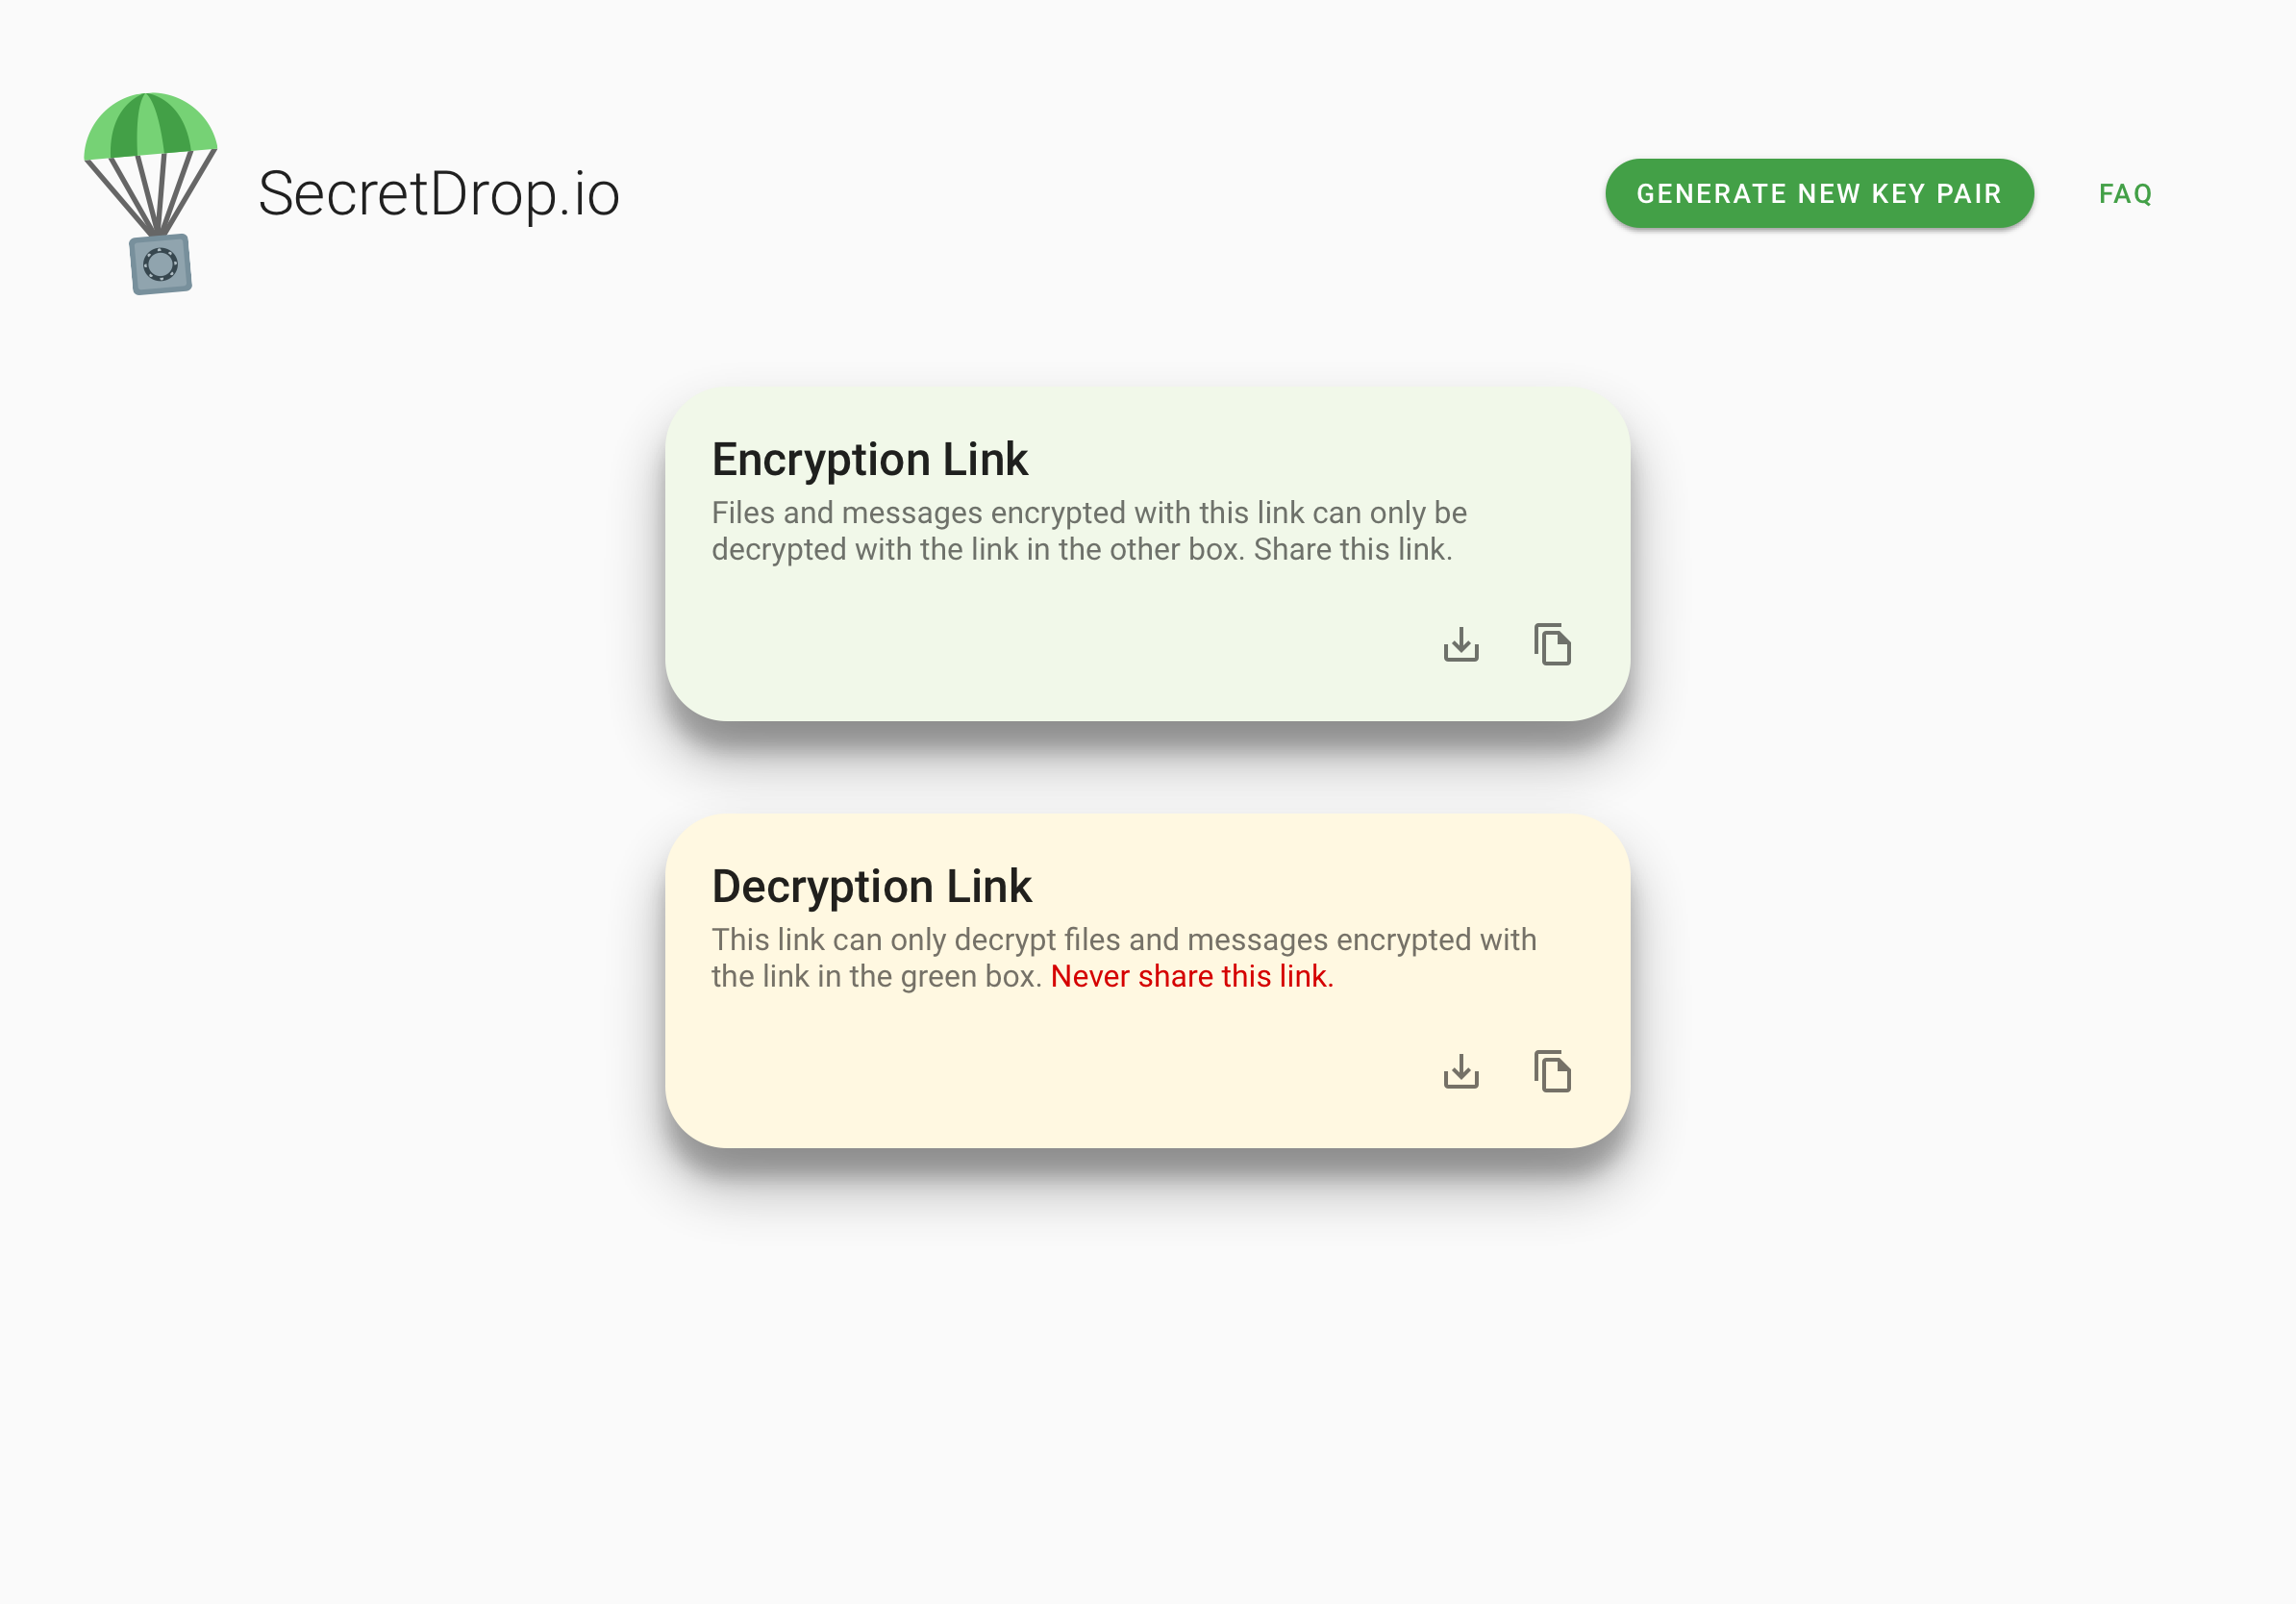 SecretDrop.io
GENERATE NEW KEY PAIR
FAQ
Encryption Link
Files and messages encrypted with this link can only be
decrypted with the link in the other box. Share this link.
Decryption Link
This link can only decrypt files and messages encrypted with
the link in the green box. Never share this link.